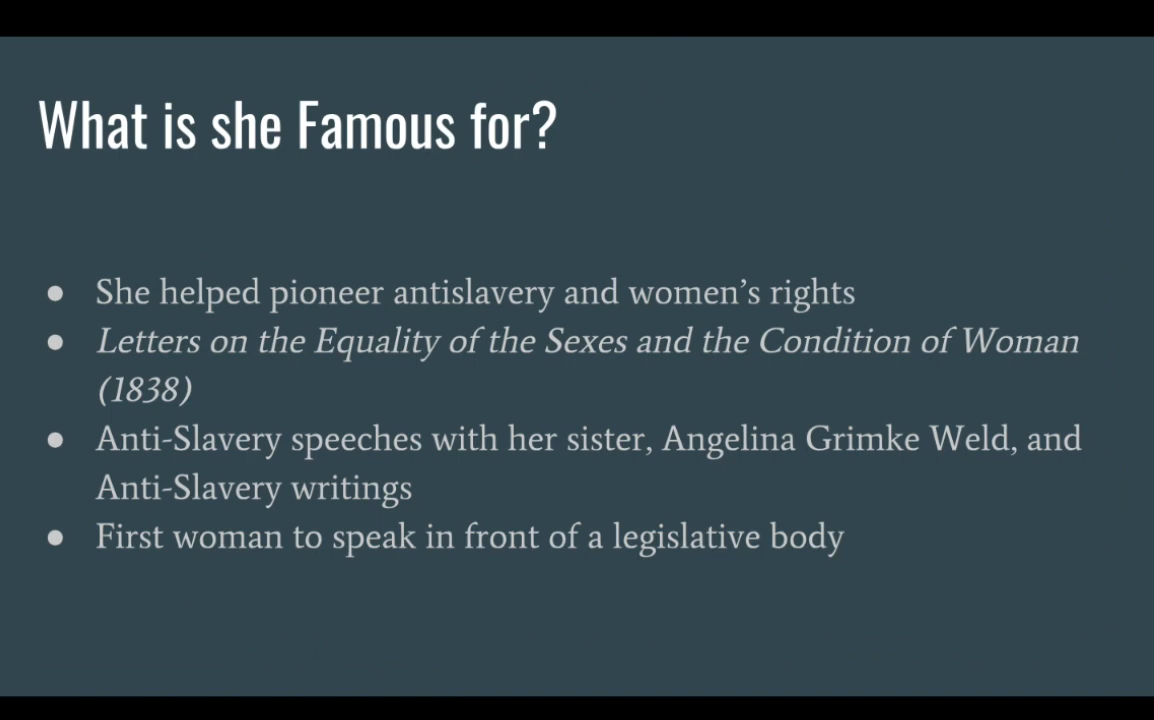 What is she Famous for?
● She helped pioneer antislavery and women’s rights
● Letters on the Equality of the Sexes and the Condition of Woman
(1838)
● Anti-Slavery speeches with her sister, Angelina Grimke Weld, and
Anti-Slavery writings
● First woman to speak in front of a legislative body